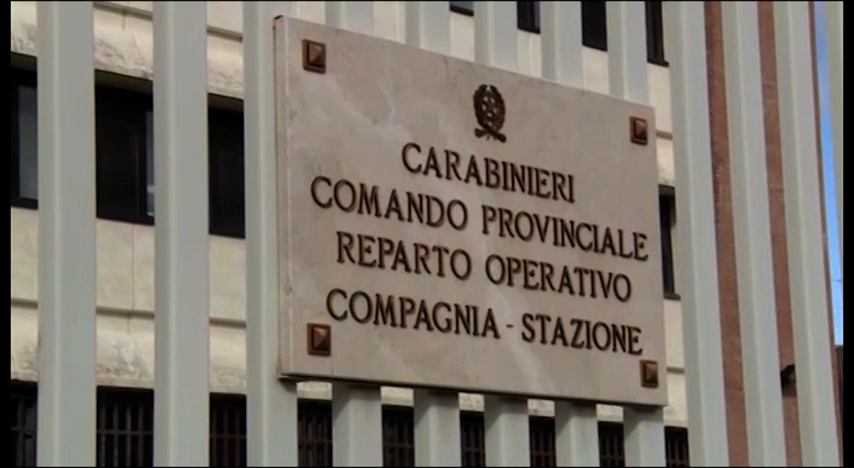 CARABINIERI
COMANDO PROVINCIALE
REPARTO OPERATIVO
COMPAGNIA - STAZIONE